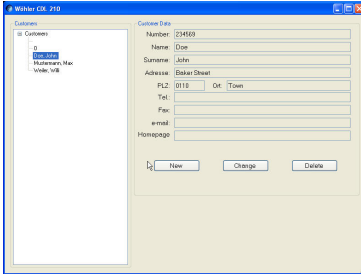 Wöhler CDL 210
Customers
Customers
0
Doe, John
Mustermann, Max
Weiler, Willi
Customer Data
Number: 234569
Name: Doe
Surname: John
Adresse: Baker Street
PLZ: 0110 Ort: Town
Tel.:
Fax:
e-mail:
Homepage
New Change Delete